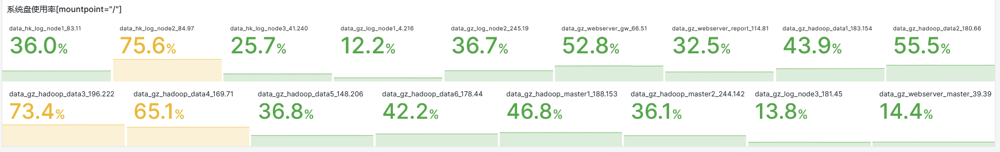 系统盘使用率[mountpoint="/"]
data_hk_log_node1_83.11 data_hk_log_node2_84.97 data_hk_log_node3_41.240 data_gz_log_node1_4.216 data_gz_log_node2_245.19 data_gz_webserver_gw_66.51 data_gz_webserver_report_114.81 data_gz_hadoop_data1_183.154 data_gz_hadoop_data2_180.66
36.0% 75.6% 25.7% 12.2% 36.7% 52.8% 32.5% 43.9% 55.5%
data_gz_hadoop_data3_196.222 data_gz_hadoop_data4_169.71 data_gz_hadoop_data5_148.206 data_gz_hadoop_data6_178.44 data_gz_hadoop_master1_188.153 data_gz_hadoop_master2_244.142 data_gz_log_node3_181.45 data_gz_webserver_master_39.39
73.4% 65.1% 36.8% 42.2% 46.8% 36.1% 13.8% 14.4%